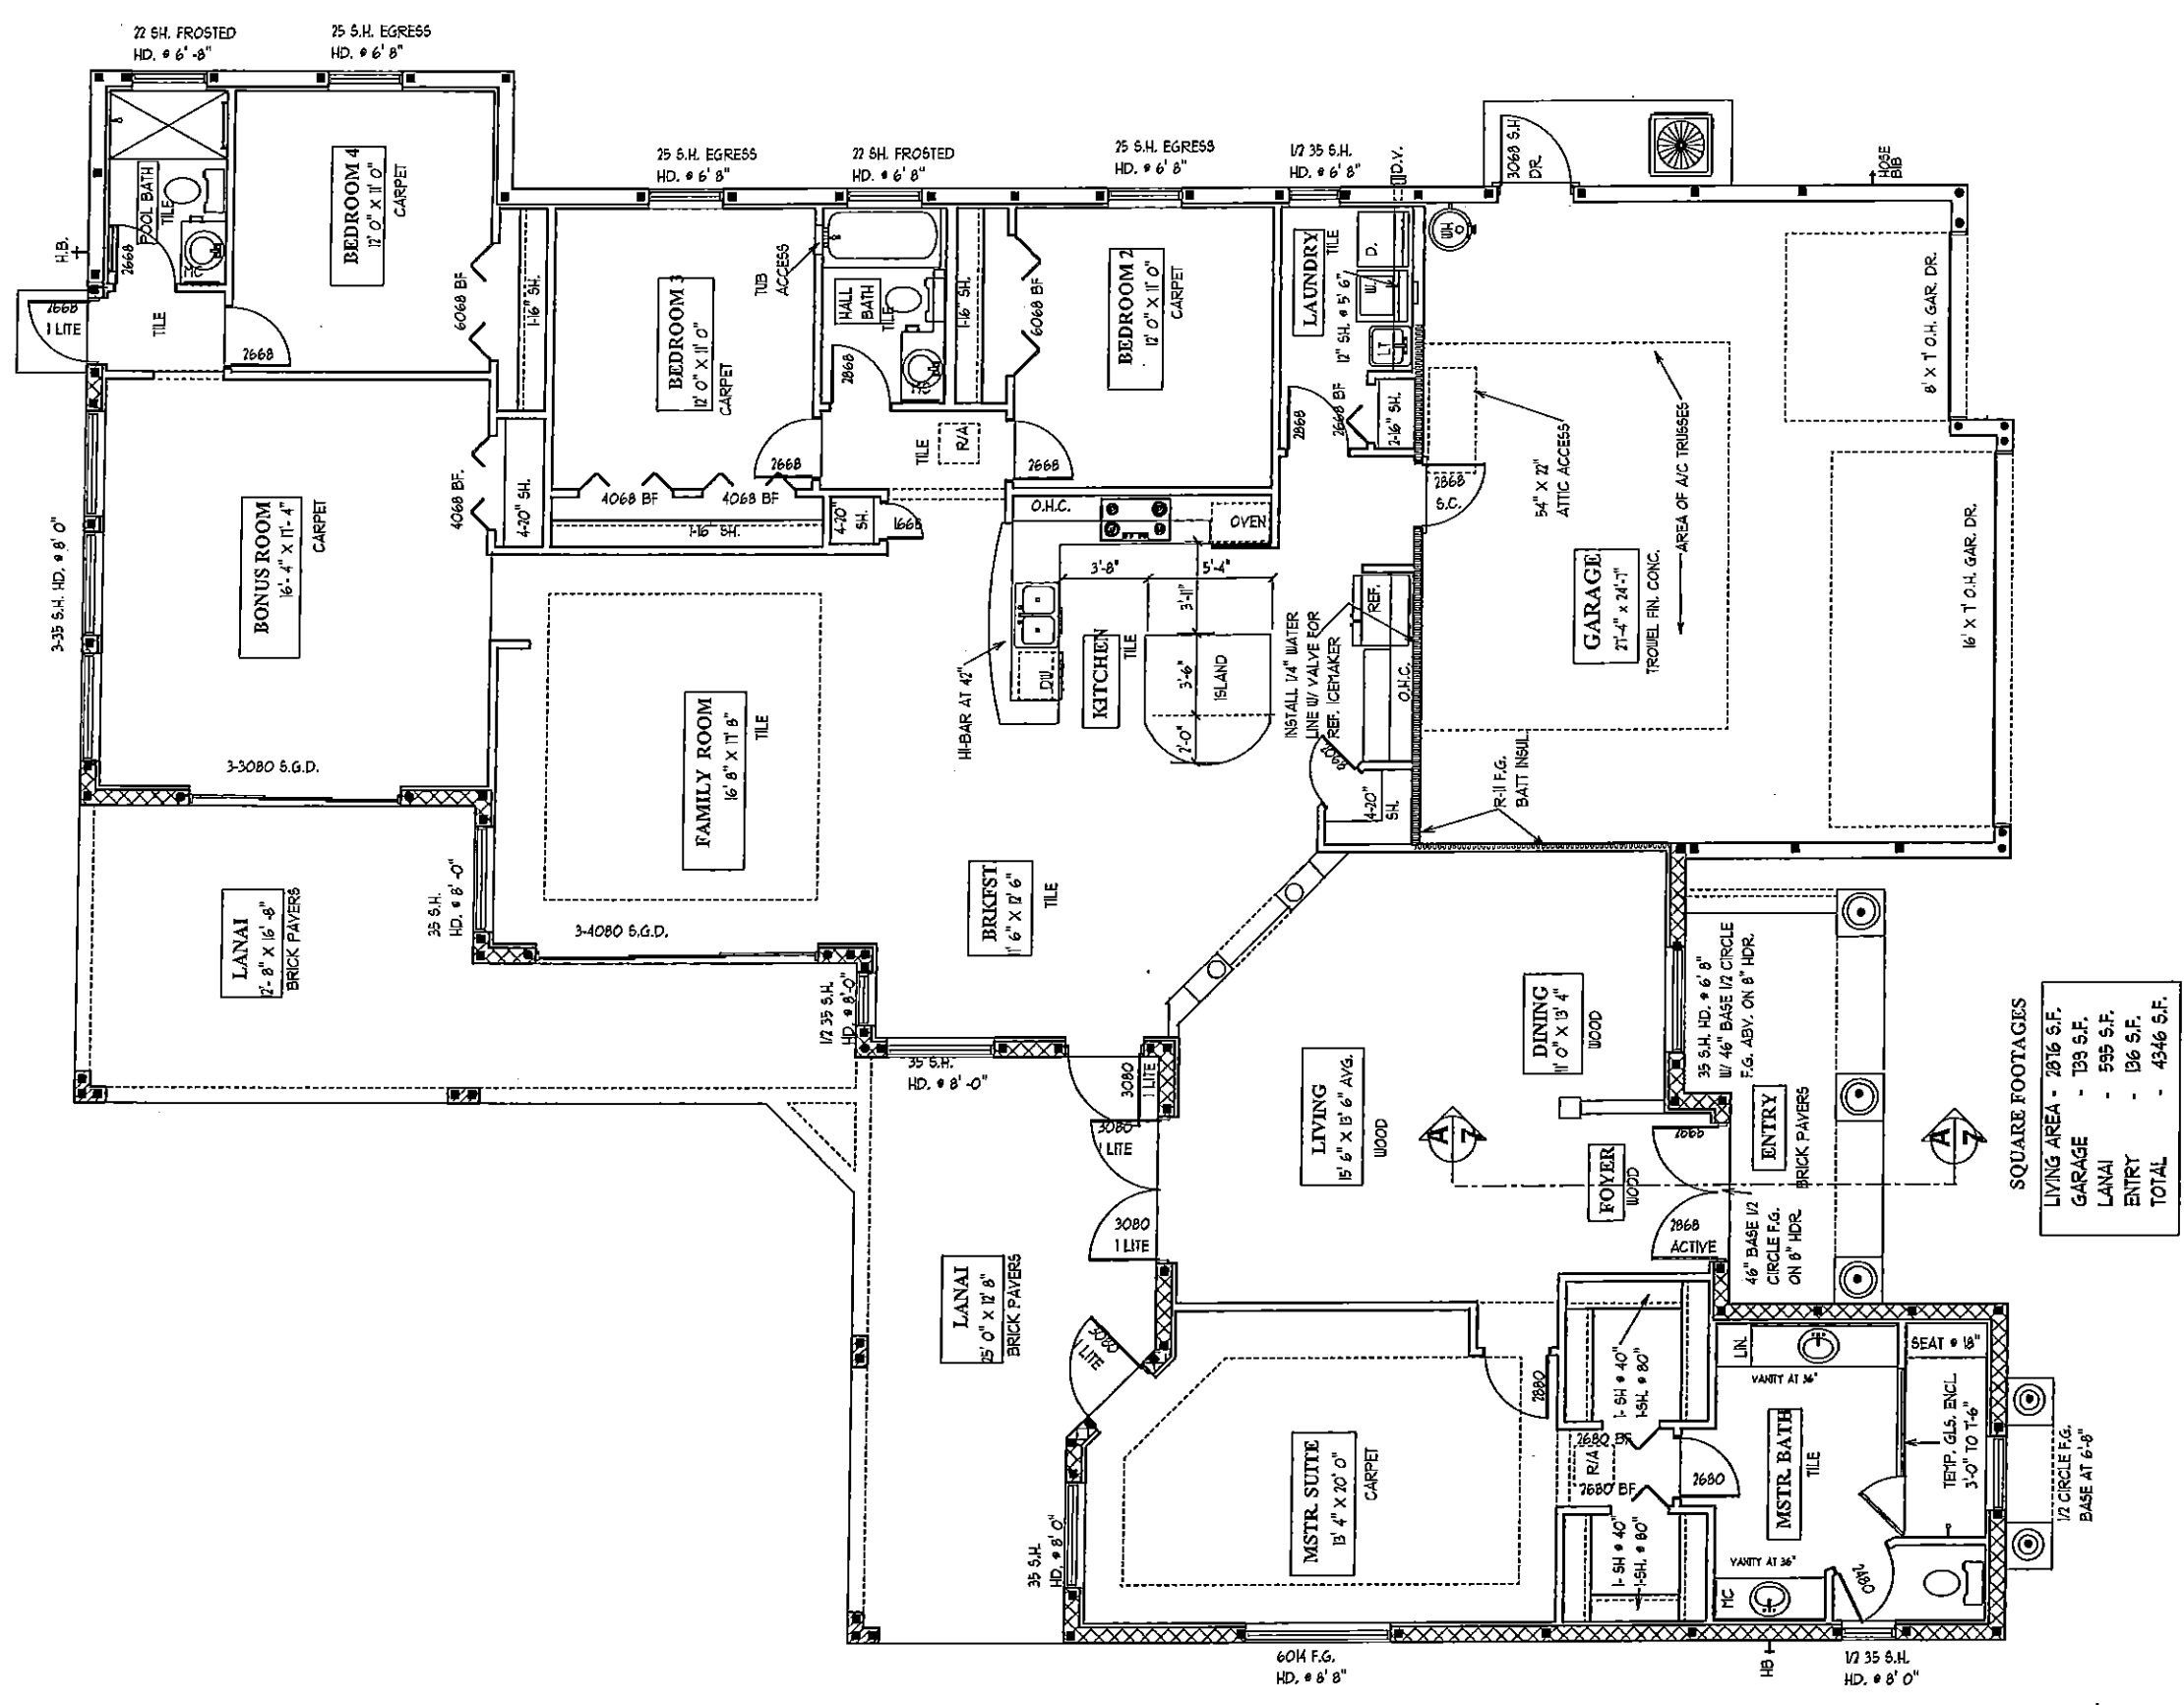 22 SH. FROSTED
HD. @ 6' -8"
25 S.H. EGRESS
HD. @ 6' 8"
H.B.
2668
1 LITE
TILE
POOL BATH
TILE
2668
MC
BEDROOM 4
12' 0" X 11' 0"
CARPET
2668
6068 BF
1-16" SH.
25 S.H. EGRESS
HD. @ 6' 8"
22 SH. FROSTED
HD. @ 6' 8"
25 S.H. EGRESS
HD. @ 6' 8"
1/2 35 S.H.
HD. @ 6' 8"
D.V.
3068 S.H.
DR.
HOSE
BIB
BEDROOM 3
12' 0" X 11' 0"
CARPET
TUB
ACCESS
HALL
BATH
TILE
2868
1-16" SH.
6068 BF
BEDROOM 2
12' 0" X 11' 0"
CARPET
LAUNDRY
TILE
12" SH. @ 5' 6"
W.
D.
LT
WH
2868
2668 BF
2-16" SH.
3-35 S.H. HD. @ 8' 0"
BONUS ROOM
16'- 4" X 17'- 4"
CARPET
4068 BF.
4-20" SH.
2668
4068 BF
4068 BF
1-16" SH.
4-20"
SH.
1668
TILE
R/A
2668
O.H.C.
OVEN
3'-8"
5'-4"
3'-11"
3'-6"
2'-0"
ISLAND
KITCHEN
TILE
DW
HI-BAR AT 42"
INSTALL 1/4" WATER
LINE W/ VALVE FOR
REF. ICEMAKER
REF.
O.H.C.
4-20"
SH.
2868
S.C.
54" X 22"
ATTIC ACCESS
AREA OF A/C TRUSSES
GARAGE
21'-4" x 24'-7"
TROWEL FIN. CONC.
8' X 7' O.H. GAR. DR.
16' X 7' O.H. GAR. DR.
R-11 F.G.
BATT INSUL.
3-3080 S.G.D.
FAMILY ROOM
16' 8" X 17' 8"
TILE
LANAI
12'- 8" X 16' -8"
BRICK PAVERS
35 S.H.
HD. @ 8' -0"
3-4080 S.G.D.
BRKFST
11' 6" X 12' 6"
TILE
1/2 35 S.H.
HD. @ 8'-0"
35 S.H.
HD. @ 8' -0"
3080
1 LITE
3080
1 LITE
3080
1 LITE
3080
1 LITE
LIVING
15' 6" X 13' 6" AVG.
WOOD
DINING
11' 0" X 13' 4"
WOOD
35 S.H. HD. @ 6' 8"
W/ 46" BASE 1/2 CIRCLE
F.G. ABV. ON 8" HDR.
A
7
FOYER
WOOD
2868
ACTIVE
ENTRY
BRICK PAVERS
46" BASE 1/2
CIRCLE F.G.
ON 8" HDR.
A
7
SQUARE FOOTAGES
LIVING AREA - 2876 S.F.
GARAGE - 739 S.F.
LANAI - 595 S.F.
ENTRY - 136 S.F.
TOTAL - 4346 S.F.
LANAI
25' 0" X 12' 8"
BRICK PAVERS
35 S.H.
HD. @ 8' 0"
MSTR. SUITE
13' 4" X 20' 0"
CARPET
2880
1- SH @ 40"
1-SH. @ 80"
2680 BF
R/A
2680 BF
1- SH @ 40"
1-SH. @ 80"
2680
LIN.
VANITY AT 36"
MSTR. BATH
TILE
VANITY AT 36"
MC
2480
SEAT @ 18"
TEMP. GLS. ENCL.
3'-0" TO 7'-6"
1/2 CIRCLE F.G.
BASE AT 6'-8"
6014 F.G.
HD. @ 8' 8"
HB
1/2 35 S.H.
HD. @ 8' 0"